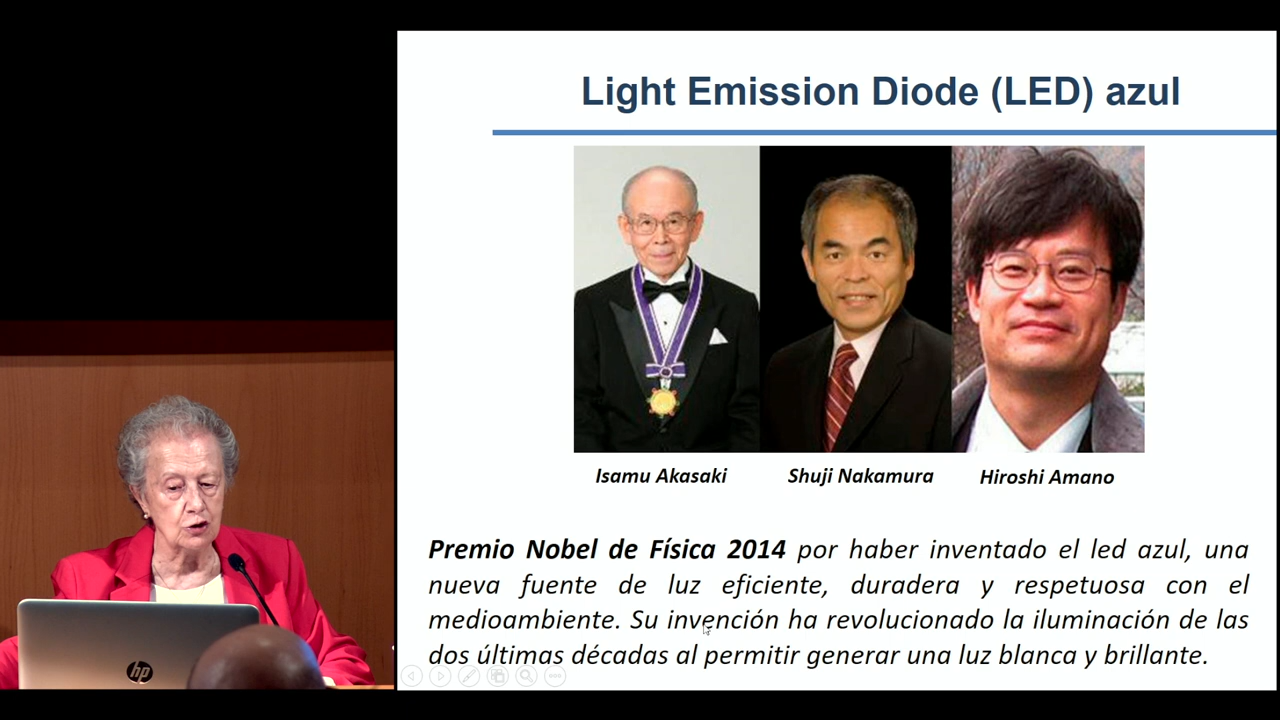 Light Emission Diode (LED) azul
Isamu Akasaki
Shuji Nakamura
Hiroshi Amano
Premio Nobel de Física 2014 por haber inventado el led azul, una
nueva fuente de luz eficiente, duradera y respetuosa con el
medioambiente. Su invención ha revolucionado la iluminación de las
dos últimas décadas al permitir generar una luz blanca y brillante.
hp